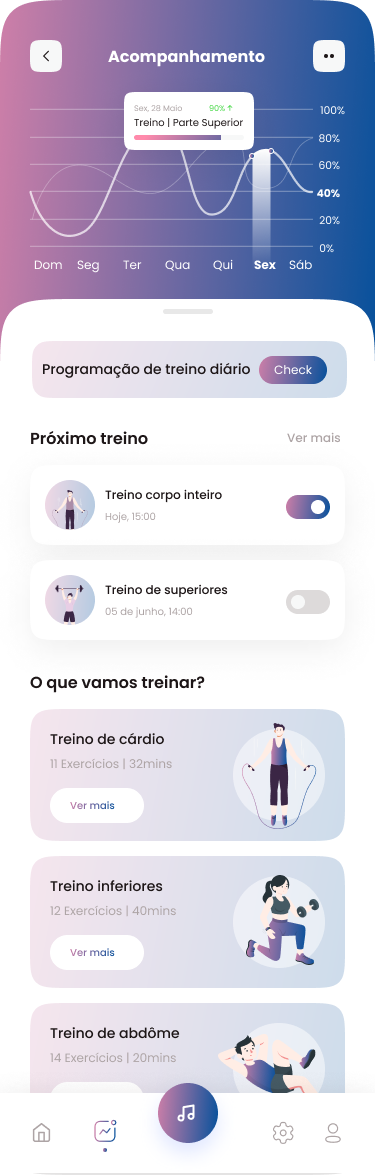 Acompanhamento
Sex, 28 Maio 90% ↑
Treino | Parte Superior
100%
80%
60%
40%
20%
0%
Dom Seg Ter Qua Qui Sex Sáb
Programação de treino diário Check
Próximo treino Ver mais
Treino corpo inteiro
Hoje, 15:00
Treino de superiores
05 de junho, 14:00
O que vamos treinar?
Treino de cárdio
11 Exercícios | 32mins
Ver mais
Treino inferiores
12 Exercícios | 40mins
Ver mais
Treino de abdôme
14 Exercícios | 20mins